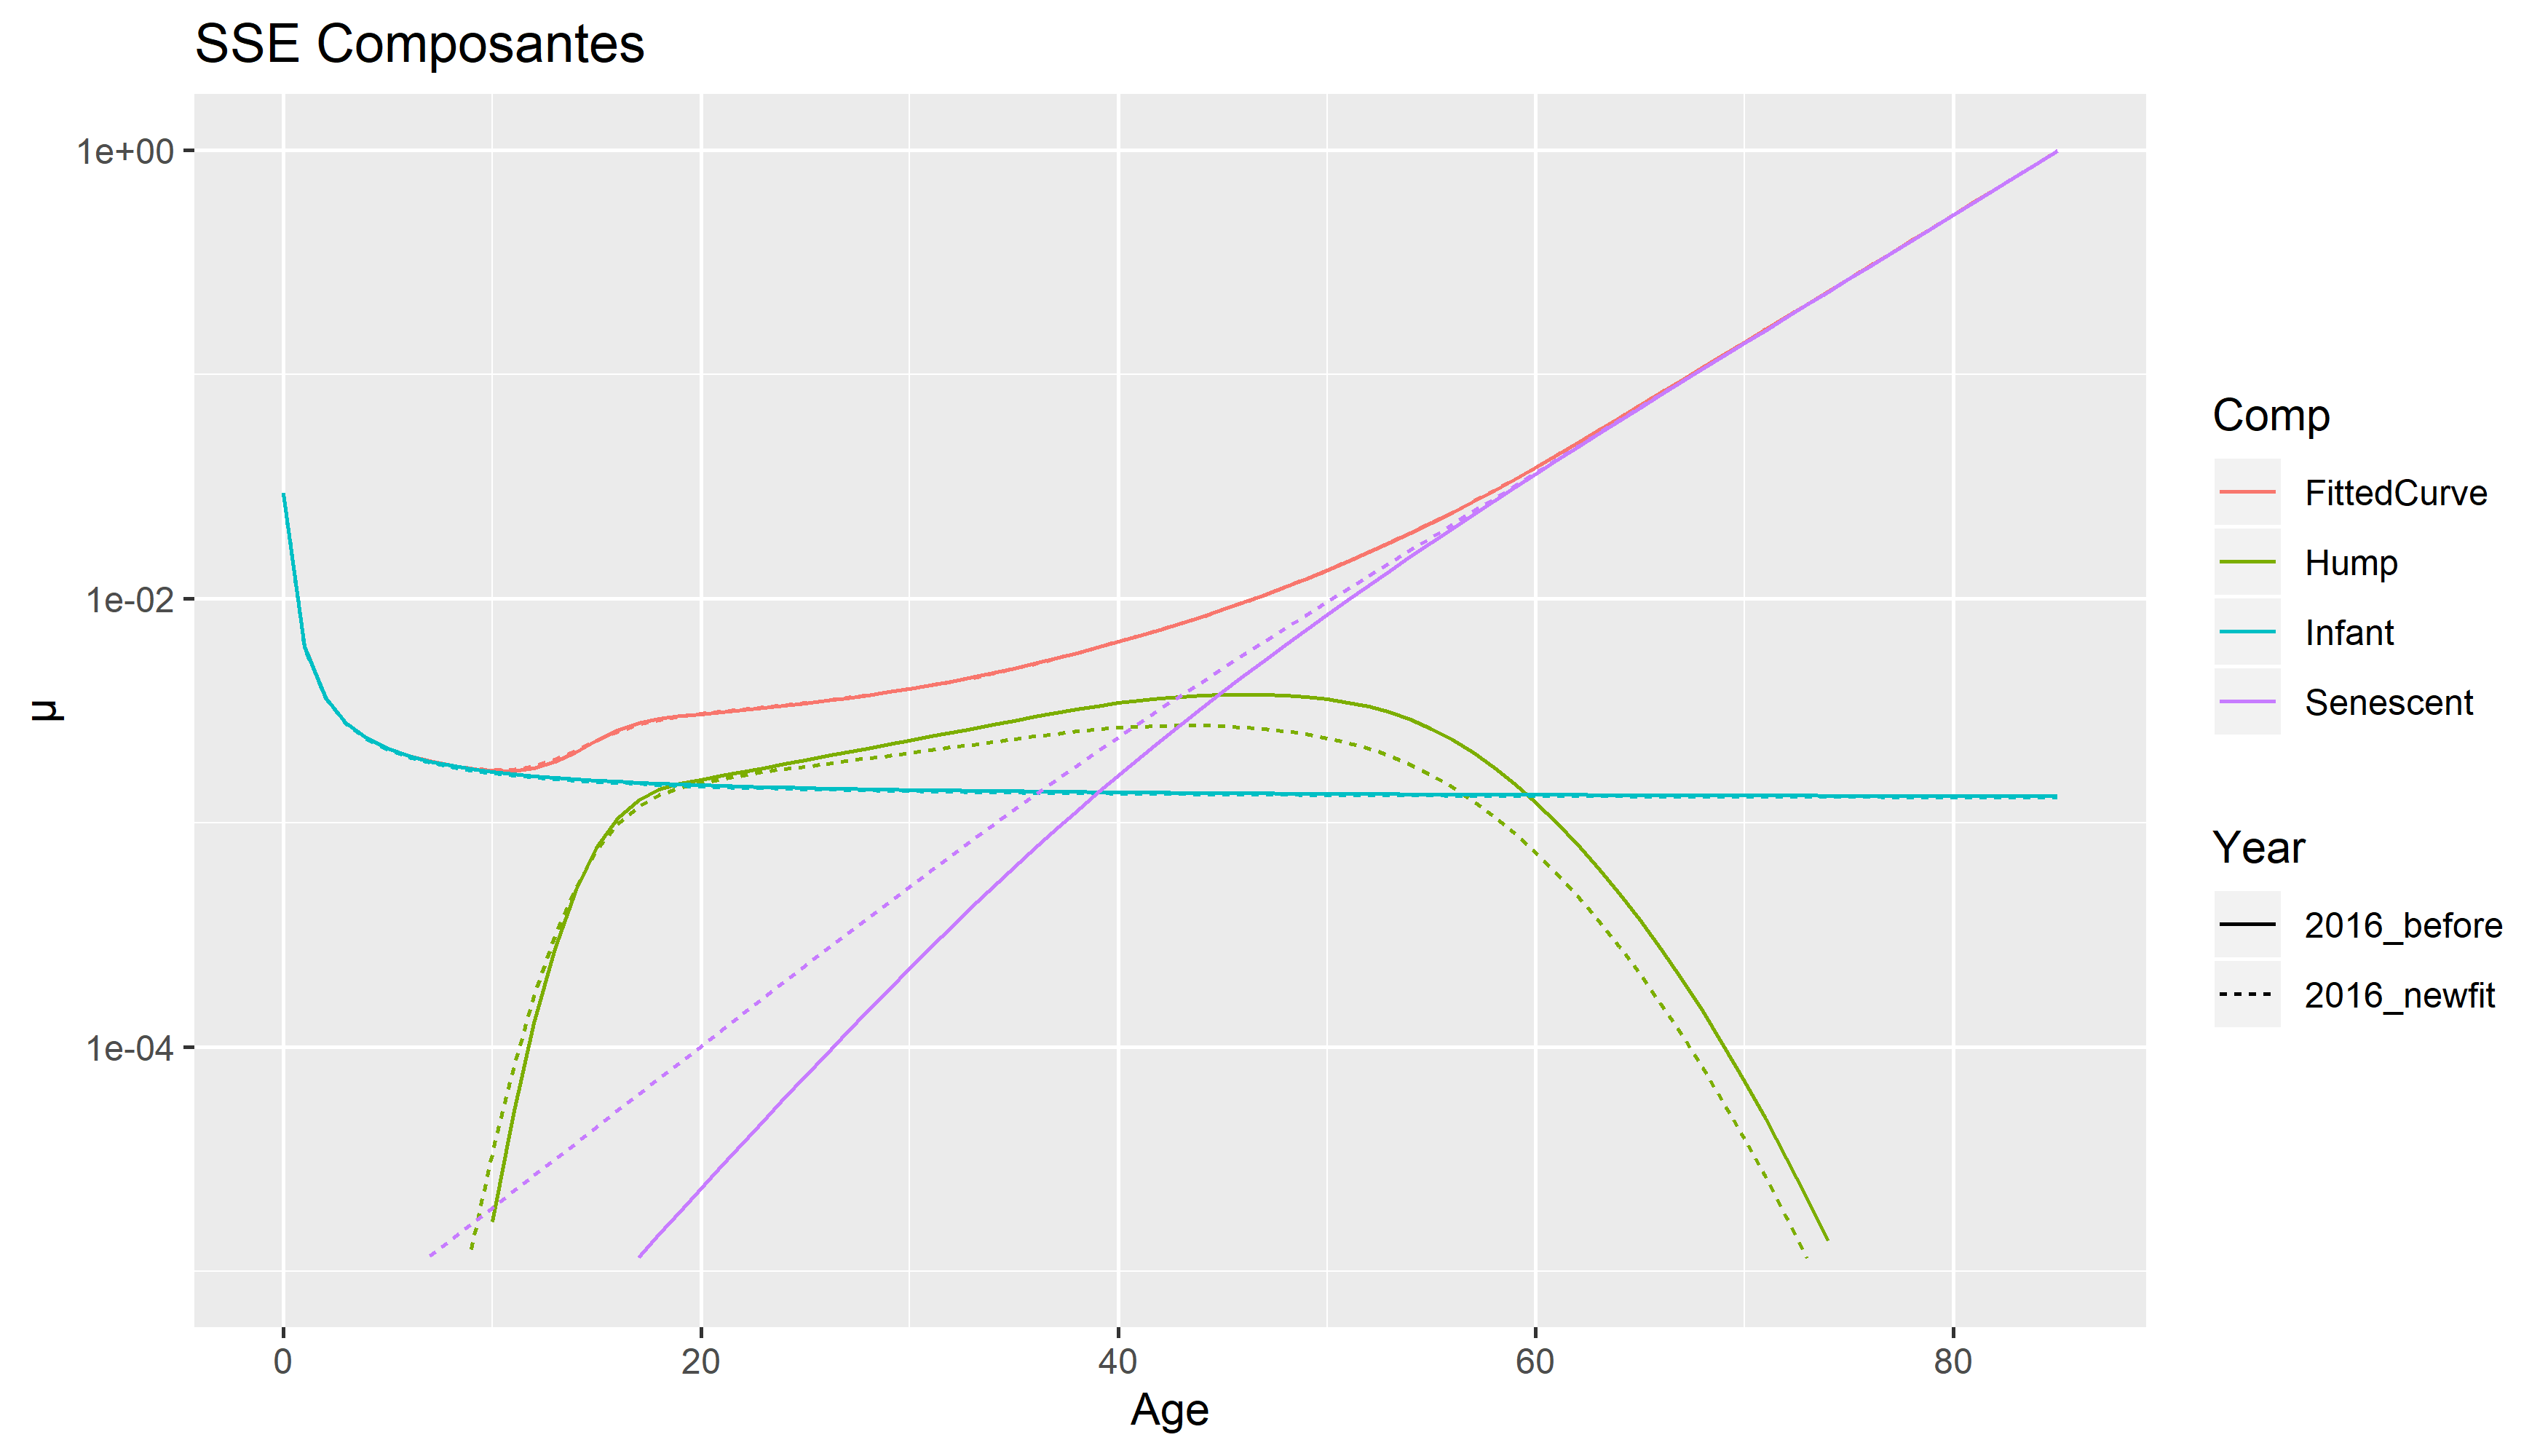 SSE Composantes
1e+00
1e-02
1e-04
μ
0 20 40 60 80
Age
Comp
FittedCurve
Hump
Infant
Senescent
Year
2016_before
2016_newfit